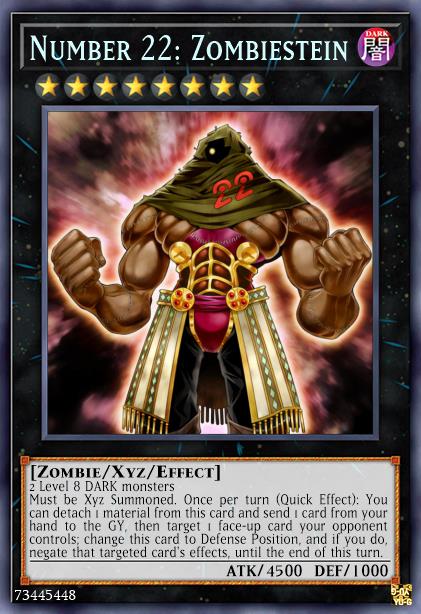 Number 22: Zombiestein
DARK
闇
22
[Zombie/Xyz/Effect]
2 Level 8 DARK monsters
Must be Xyz Summoned. Once per turn (Quick Effect): You
can detach 1 material from this card and send 1 card from your
hand to the GY, then target 1 face-up card your opponent
controls; change this card to Defense Position, and if you do,
negate that targeted card's effects, until the end of this turn.
ATK/4500 DEF/1000
73445448